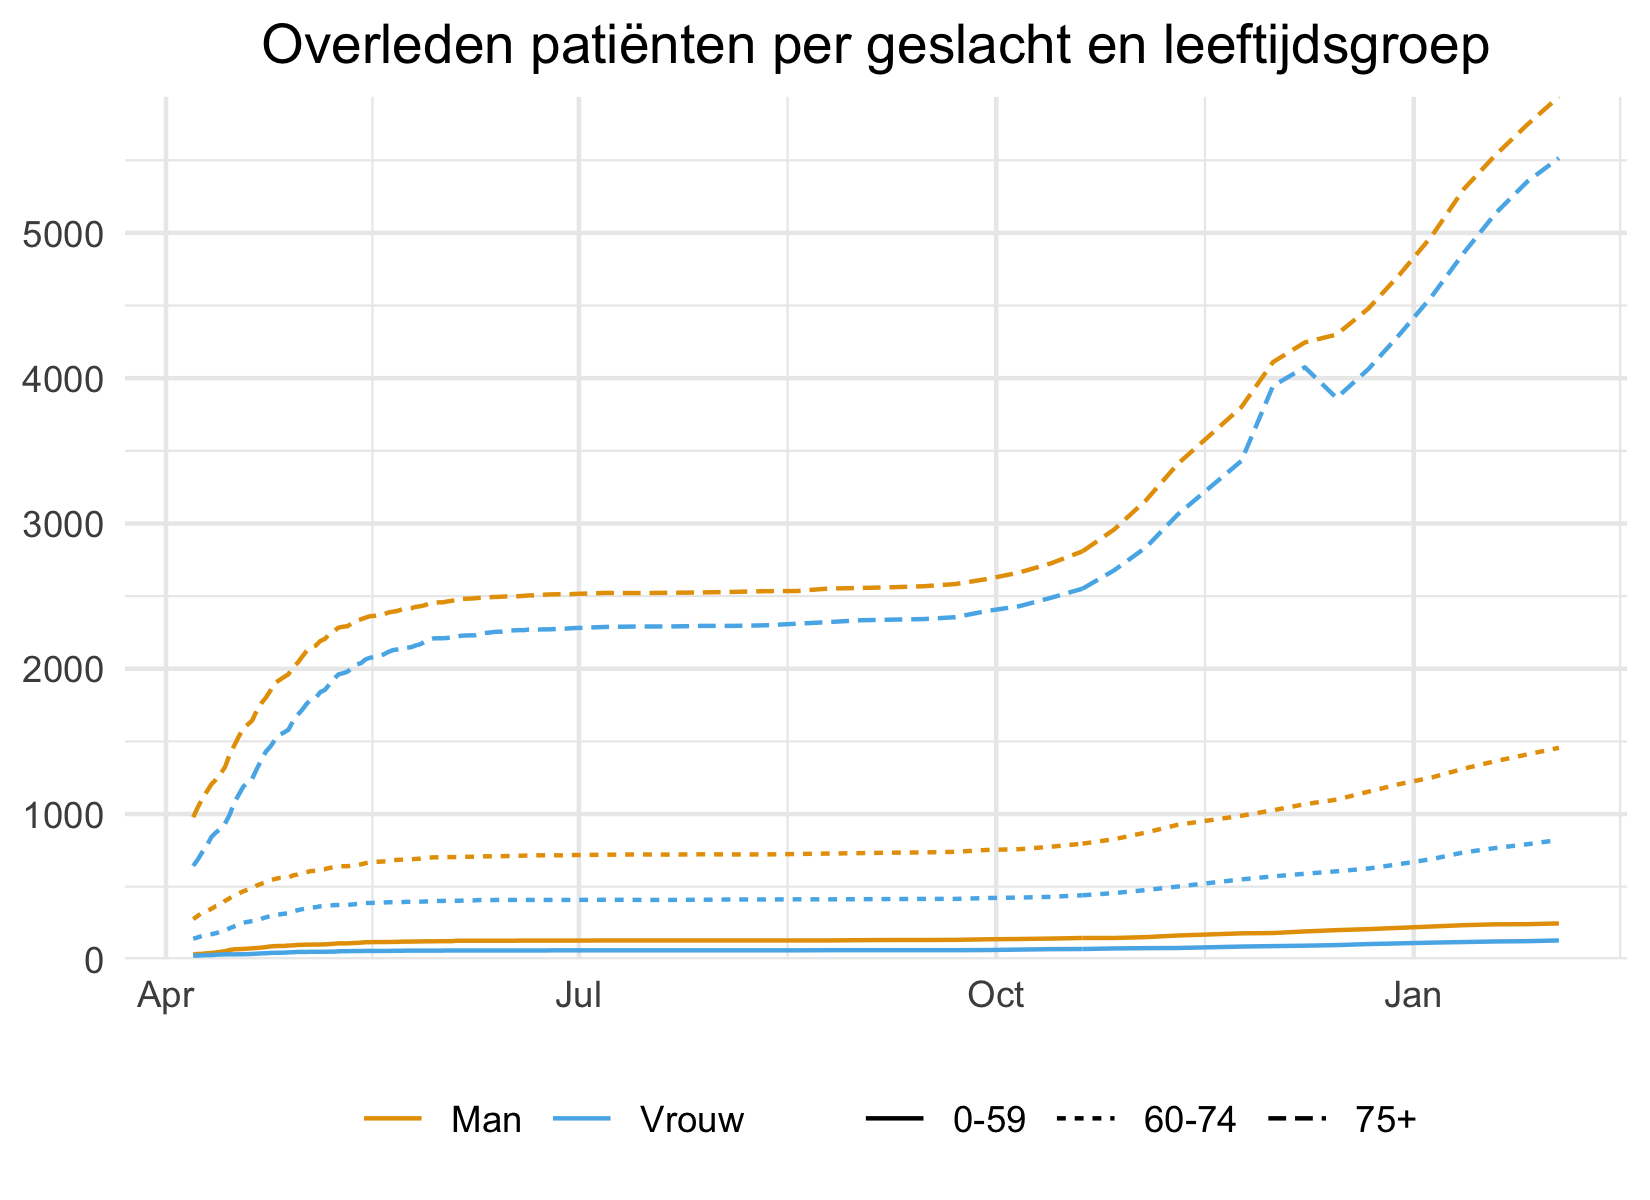 Overleden patiënten per geslacht en leeftijdsgroep
5000
4000
3000
2000
1000
0
Apr Jul Oct Jan
Man Vrouw 0-59 60-74 75+